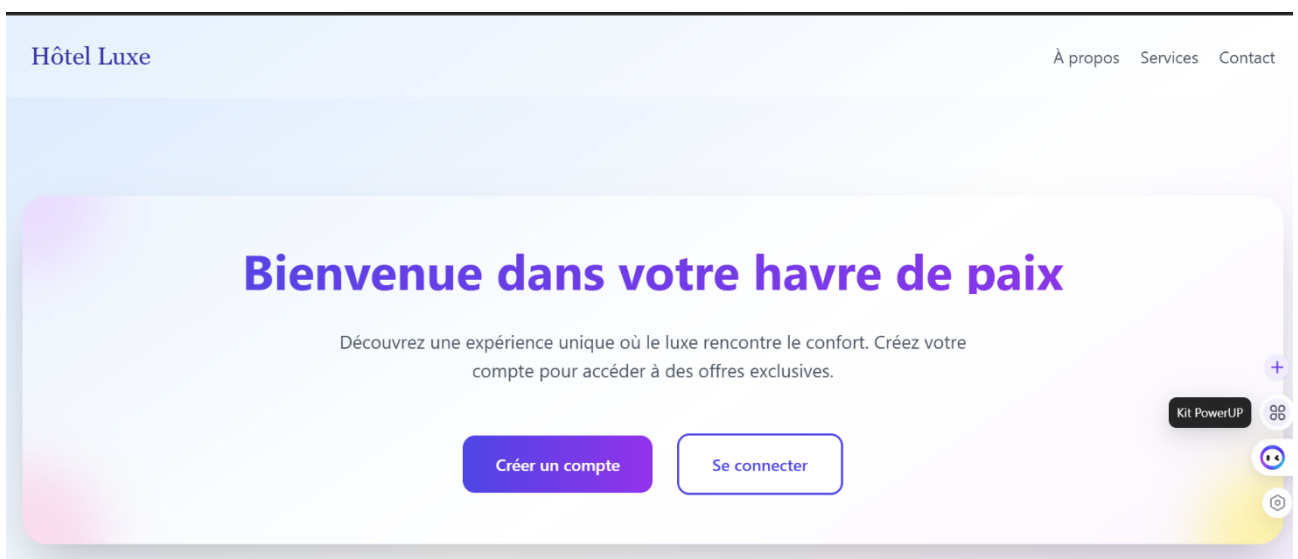 Hôtel Luxe
À propos Services Contact
Bienvenue dans votre havre de paix
Découvrez une expérience unique où le luxe rencontre le confort. Créez votre
compte pour accéder à des offres exclusives.
Kit PowerUP
Créer un compte
Se connecter